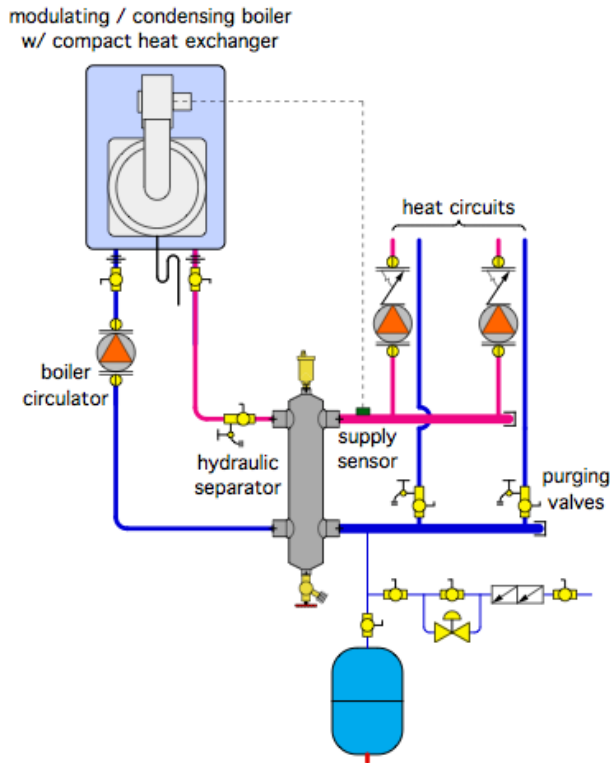 modulating / condensing boiler
w/ compact heat exchanger
heat circuits
boiler
circulator
hydraulic
separator
supply
sensor
purging
valves